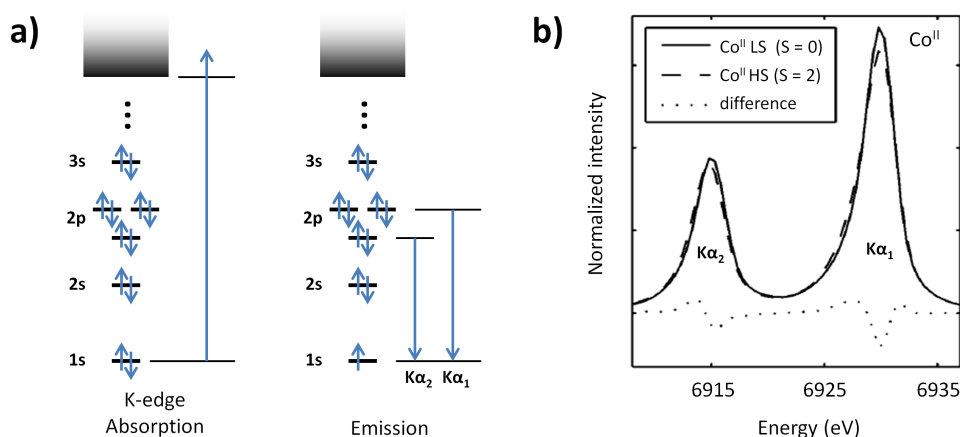 a)
3s
2p
2s
1s
K-edge
Absorption
3s
2p
2s
1s
Kα₂ Kα₁
Emission
b)
Co^II LS (S = 0)
Co^II HS (S = 2)
difference
Co^II
Normalized intensity
Kα₂
Kα₁
6915 6925 6935
Energy (eV)